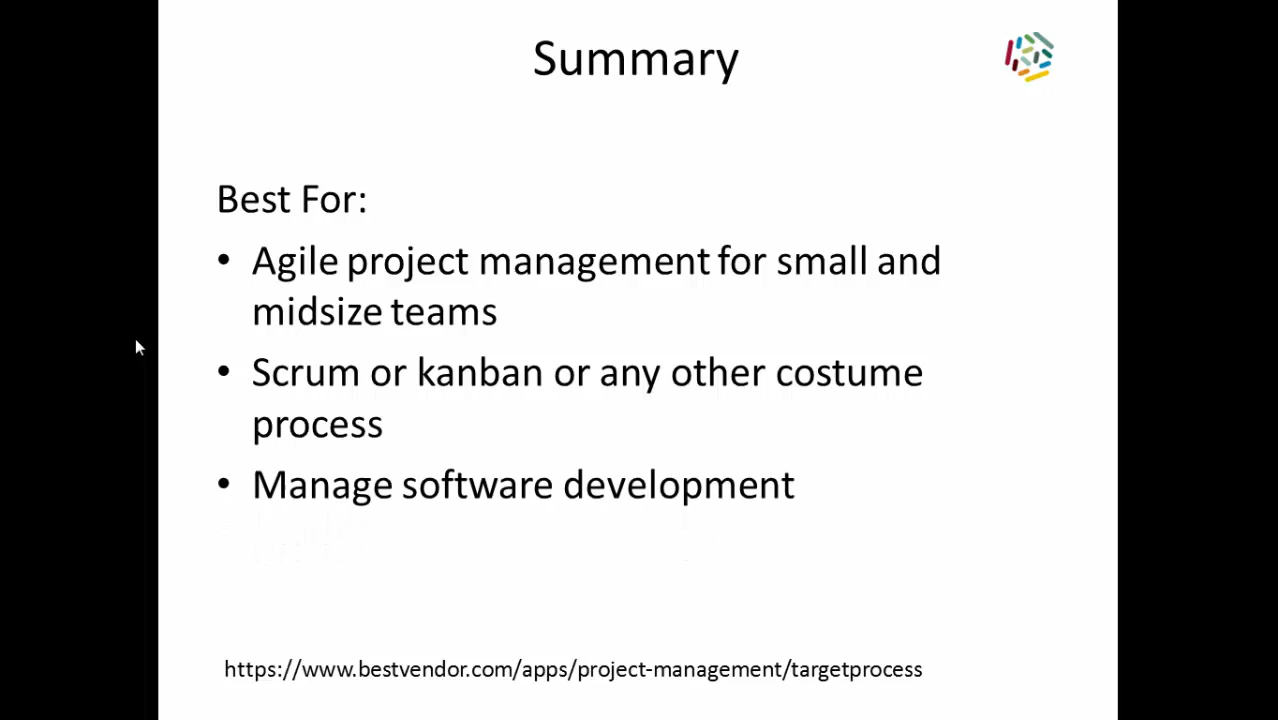 Summary
Best For:
• Agile project management for small and
midsize teams
• Scrum or kanban or any other costume
process
• Manage software development
https://www.bestvendor.com/apps/project-management/targetprocess